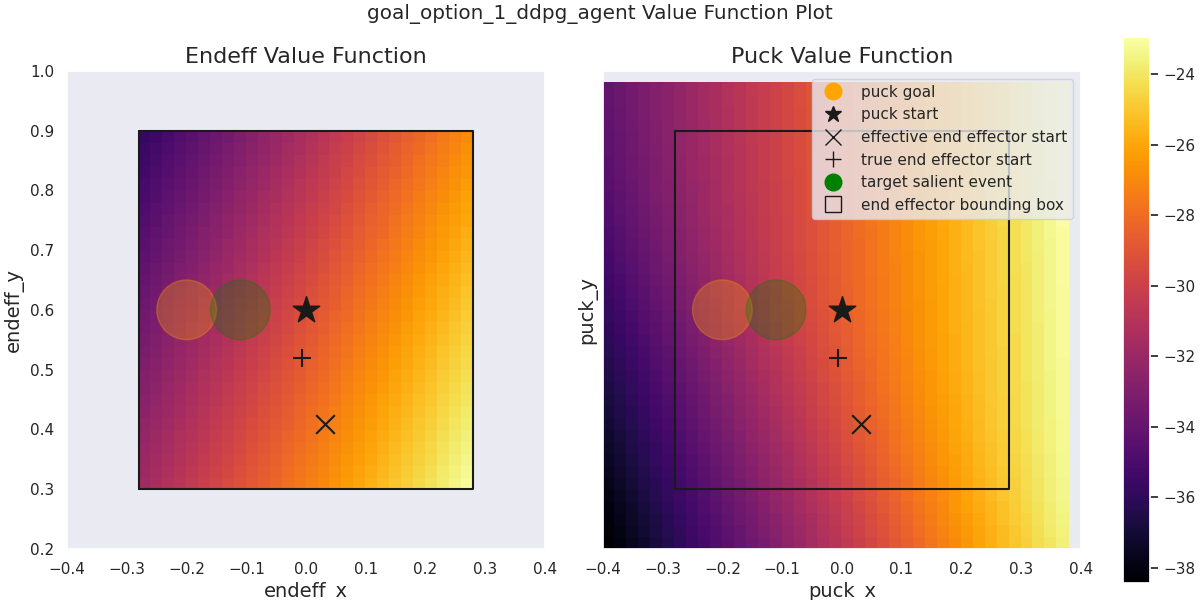 goal_option_1_ddpg_agent Value Function Plot
Endeff Value Function
Puck Value Function
1.0
0.9
0.8
0.7
0.6
0.5
0.4
0.3
0.2
endeff_y
−0.4 −0.3 −0.2 −0.1 0.0 0.1 0.2 0.3 0.4
endeff_x
puck_y
puck goal
puck start
effective end effector start
true end effector start
target salient event
end effector bounding box
−0.4 −0.3 −0.2 −0.1 0.0 0.1 0.2 0.3 0.4
puck_x
−24
−26
−28
−30
−32
−34
−36
−38